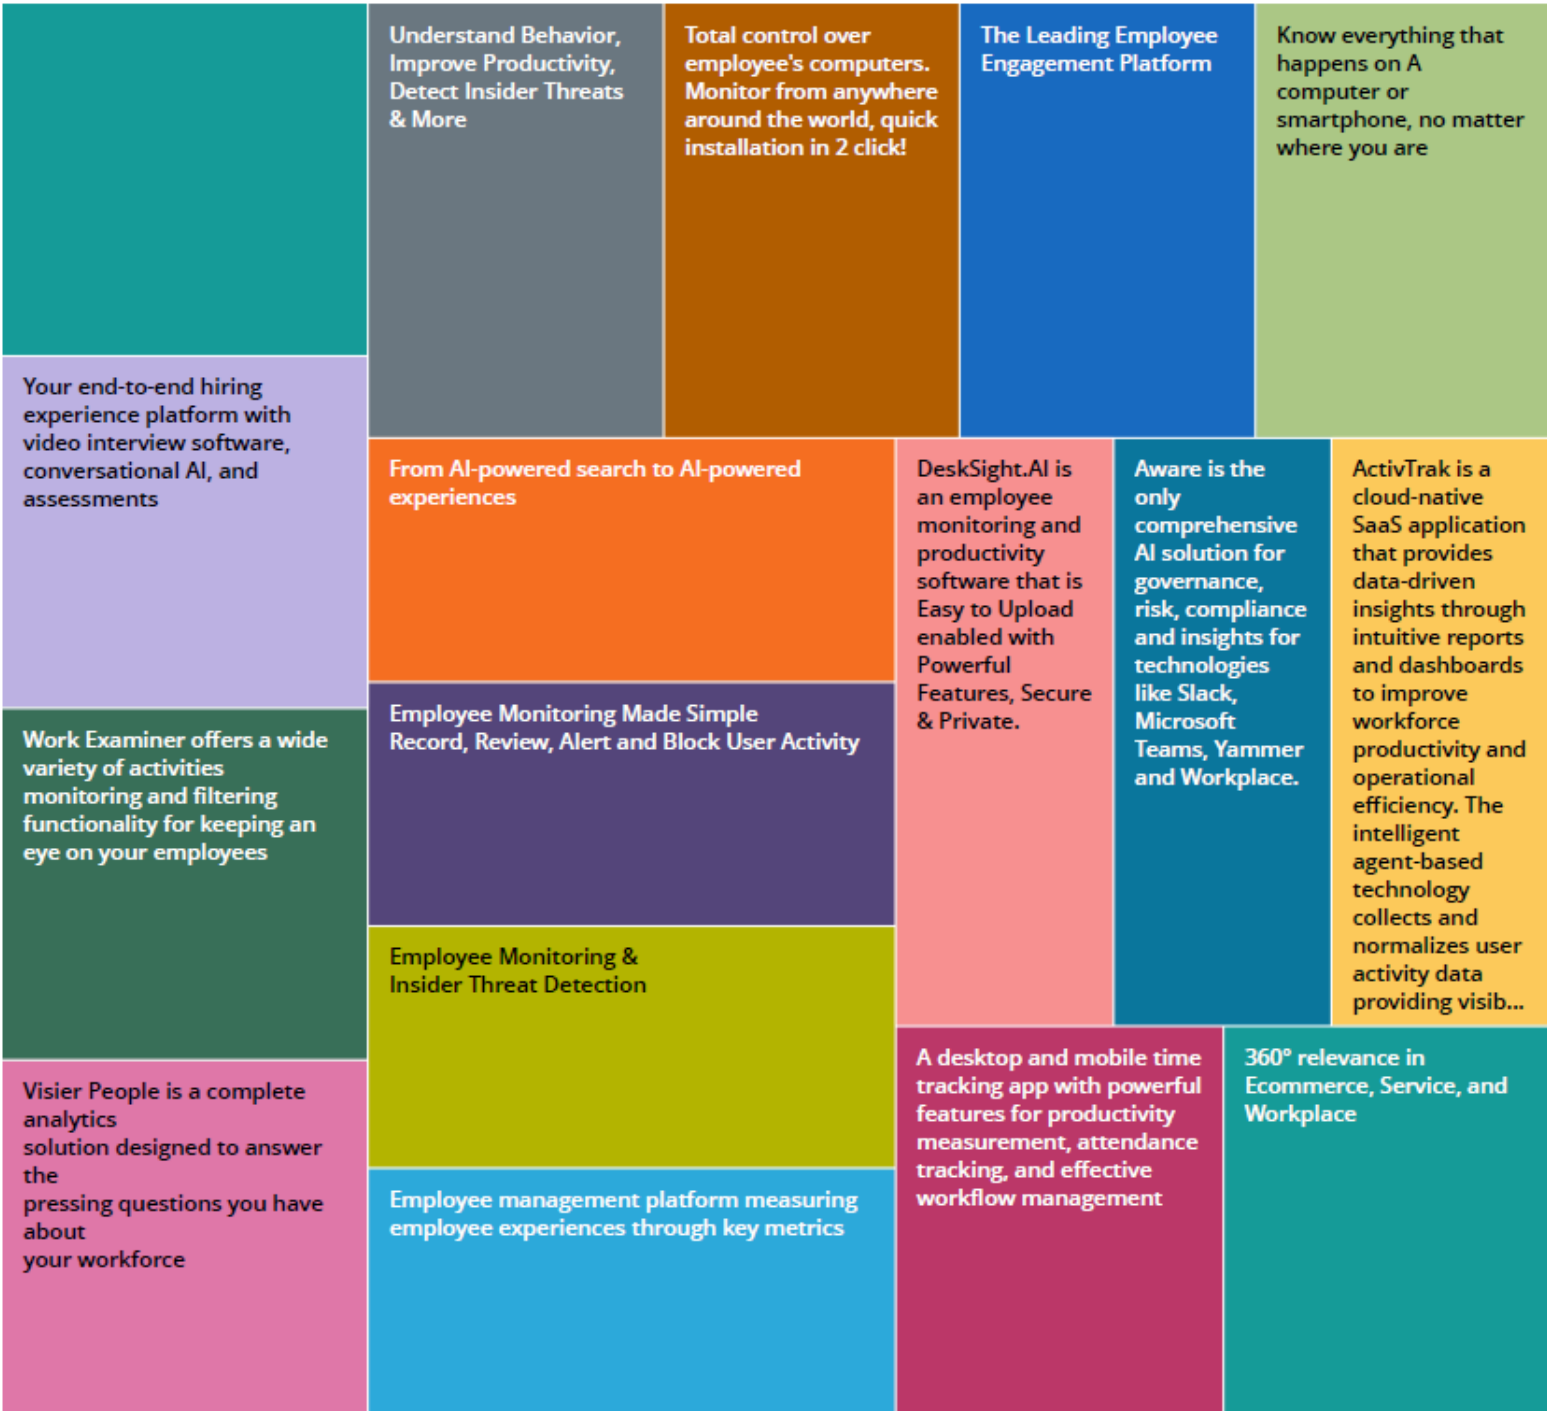 Understand Behavior,
Improve Productivity,
Detect Insider Threats
& More
Total control over
employee's computers.
Monitor from anywhere
around the world, quick
installation in 2 click!
The Leading Employee
Engagement Platform
Know everything that
happens on A
computer or
smartphone, no matter
where you are
Your end-to-end hiring
experience platform with
video interview software,
conversational AI, and
assessments
From AI-powered search to AI-powered
experiences
DeskSight.AI is
an employee
monitoring and
productivity
software that is
Easy to Upload
enabled with
Powerful
Features, Secure
& Private.
Aware is the
only
comprehensive
AI solution for
governance,
risk, compliance
and insights for
technologies
like Slack,
Microsoft
Teams, Yammer
and Workplace.
ActivTrak is a
cloud-native
SaaS application
that provides
data-driven
insights through
intuitive reports
and dashboards
to improve
workforce
productivity and
operational
efficiency. The
intelligent
agent-based
technology
collects and
normalizes user
activity data
providing visib...
Work Examiner offers a wide
variety of activities
monitoring and filtering
functionality for keeping an
eye on your employees
Employee Monitoring Made Simple
Record, Review, Alert and Block User Activity
Employee Monitoring &
Insider Threat Detection
Visier People is a complete
analytics
solution designed to answer
the
pressing questions you have
about
your workforce
Employee management platform measuring
employee experiences through key metrics
A desktop and mobile time
tracking app with powerful
features for productivity
measurement, attendance
tracking, and effective
workflow management
360° relevance in
Ecommerce, Service, and
Workplace